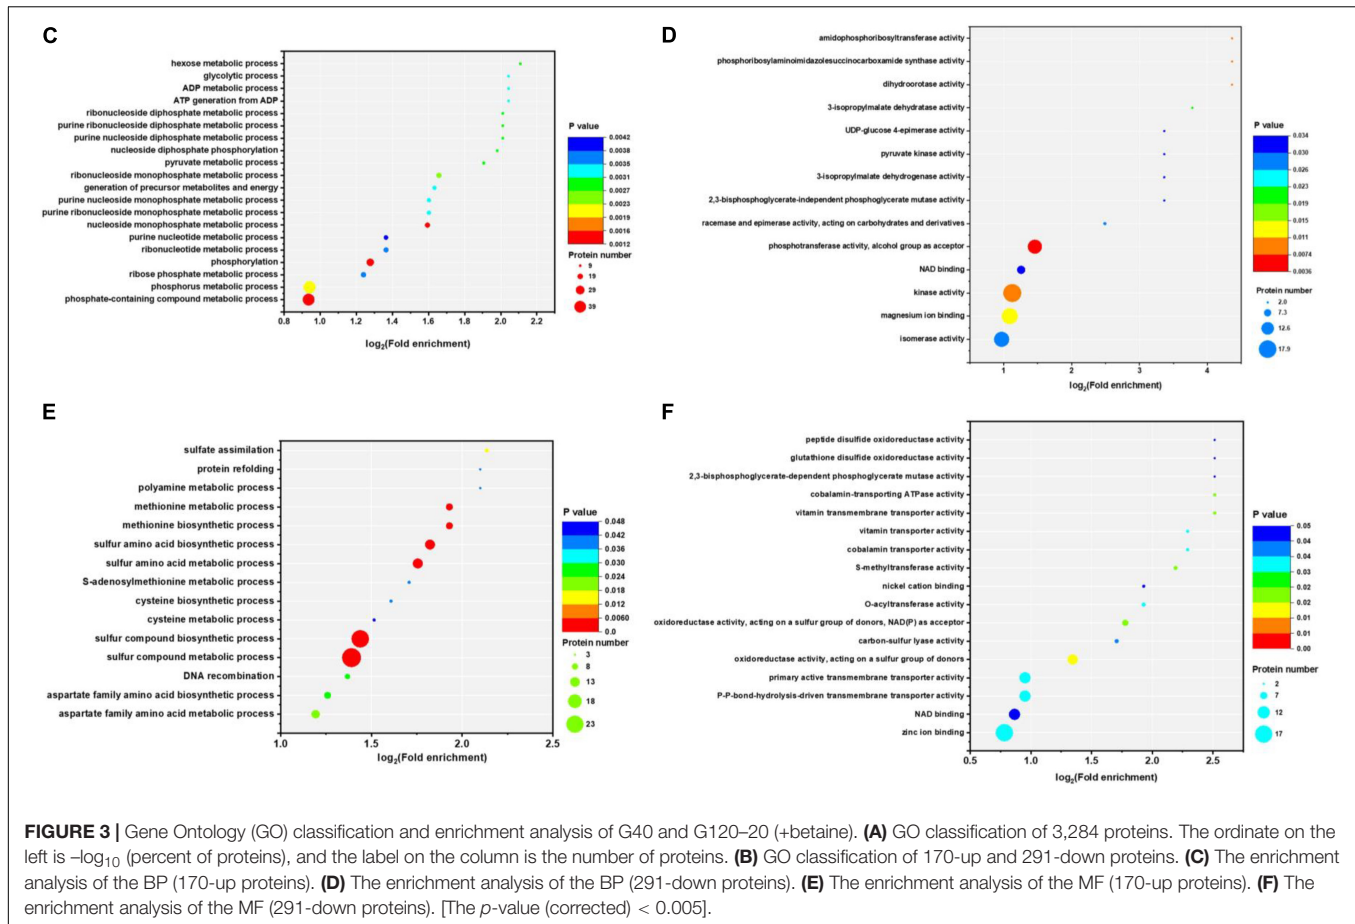 C
hexose metabolic process
glycolytic process
ADP metabolic process
ATP generation from ADP
ribonucleoside diphosphate metabolic process
purine ribonucleoside diphosphate metabolic process
purine nucleoside diphosphate metabolic process
nucleoside diphosphate phosphorylation
pyruvate metabolic process
ribonucleoside monophosphate metabolic process
generation of precursor metabolites and energy
purine nucleoside monophosphate metabolic process
purine ribonucleoside monophosphate metabolic process
nucleoside monophosphate metabolic process
purine nucleotide metabolic process
ribonucleotide metabolic process
phosphorylation
ribose phosphate metabolic process
phosphorus metabolic process
phosphate-containing compound metabolic process
0.8 1.0 1.2 1.4 1.6 1.8 2.0 2.2
log2(Fold enrichment)
P value
0.0042
0.0038
0.0035
0.0031
0.0027
0.0023
0.0019
0.0016
0.0012
Protein number
9
19
29
39
D
amidophosphoribosyltransferase activity
phosphoribosylaminoimidazolesuccinocarboxamide synthase activity
dihydroorotase activity
3-isopropylmalate dehydratase activity
UDP-glucose 4-epimerase activity
pyruvate kinase activity
3-isopropylmalate dehydrogenase activity
2,3-bisphosphoglycerate-independent phosphoglycerate mutase activity
racemase and epimerase activity, acting on carbohydrates and derivatives
phosphotransferase activity, alcohol group as acceptor
NAD binding
kinase activity
magnesium ion binding
isomerase activity
1 2 3 4
log2(Fold enrichment)
P value
0.034
0.030
0.026
0.023
0.019
0.015
0.011
0.0074
0.0036
Protein number
2.0
7.3
12.6
17.9
E
sulfate assimilation
protein refolding
polyamine metabolic process
methionine metabolic process
methionine biosynthetic process
sulfur amino acid biosynthetic process
sulfur amino acid metabolic process
S-adenosylmethionine metabolic process
cysteine biosynthetic process
cysteine metabolic process
sulfur compound biosynthetic process
sulfur compound metabolic process
DNA recombination
aspartate family amino acid biosynthetic process
aspartate family amino acid metabolic process
1.0 1.5 2.0 2.5
log2(Fold enrichment)
P value
0.048
0.042
0.036
0.030
0.024
0.018
0.012
0.0060
0.0
Protein number
3
8
13
18
23
F
peptide disulfide oxidoreductase activity
glutathione disulfide oxidoreductase activity
2,3-bisphosphoglycerate-dependent phosphoglycerate mutase activity
cobalamin-transporting ATPase activity
vitamin transmembrane transporter activity
vitamin transporter activity
cobalamin transporter activity
S-methyltransferase activity
nickel cation binding
O-acyltransferase activity
oxidoreductase activity, acting on a sulfur group of donors, NAD(P) as acceptor
carbon-sulfur lyase activity
oxidoreductase activity, acting on a sulfur group of donors
primary active transmembrane transporter activity
P-P-bond-hydrolysis-driven transmembrane transporter activity
NAD binding
zinc ion binding
0.5 1.0 1.5 2.0 2.5
log2(Fold enrichment)
P value
0.05
0.04
0.04
0.03
0.03
0.02
0.02
0.01
0.01
0.00
Protein number
2
7
12
17
FIGURE 3 | Gene Ontology (GO) classification and enrichment analysis of G40 and G120–20 (+betaine). (A) GO classification of 3,284 proteins. The ordinate on the
left is –log10 (percent of proteins), and the label on the column is the number of proteins. (B) GO classification of 170-up and 291-down proteins. (C) The enrichment
analysis of the BP (170-up proteins). (D) The enrichment analysis of the BP (291-down proteins). (E) The enrichment analysis of the MF (170-up proteins). (F) The
enrichment analysis of the MF (291-down proteins). [The p-value (corrected) < 0.005].